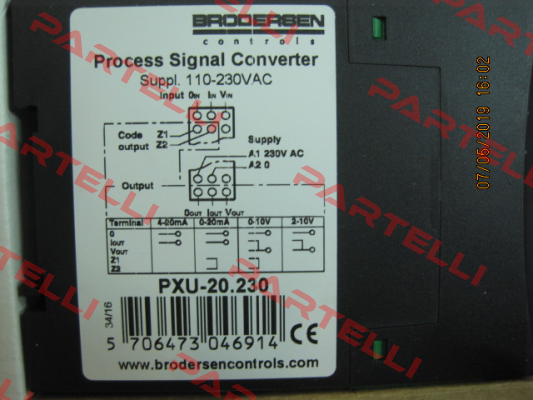 BRODERSEN
controls
Process Signal Converter
Suppl. 110-230VAC
Input 0IN IIN VIN
Code Z1
output Z2
Supply
A1 230V AC
A2 0
Output
0OUT IOUT VOUT
Terminal 4-20mA 0-20mA 0-10V 2-10V
0
IOUT
VOUT
Z1
Z2
PXU-20.230
34/16
5 706473 046914 CE
www.brodersencontrols.com
07/05/2019 16:02
PARTELLI
PARTELLI
PARTELLI
PARTELLI
PARTELLI